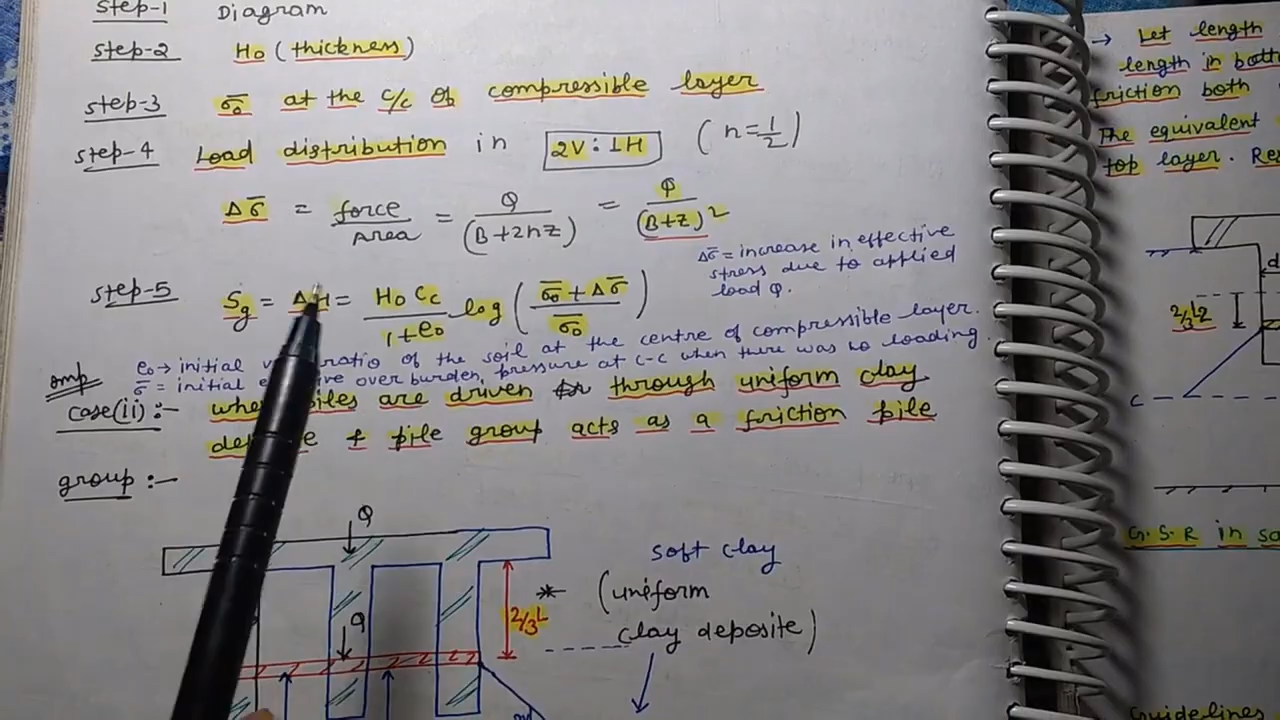 Step-1 Diagram
Step-2 Ho (thickness)
Step-3 σ̅o at the c/c of compressible layer
Step-4 Load distribution in 2V:1H (n=1/2)
Δσ̅ = force/Area = Q/(B+2nZ) = Q/(B+Z)²
Δσ̅ = increase in effective
stress due to applied
load Q.
Step-5 Sg = ΔH = Ho Cc/1+eo log (σ̅o+Δσ̅/σ̅o)
eo → initial ratio of the soil at the centre of compressible layer.
σ̅ = initial over burden pressure at c-c when there was no loading.
omp
case(ii) :- piles are driven through uniform clay
& pile group acts as a friction pile
group :-
Q
soft clay
(uniform
clay deposite)
2/3L
q
→ Let length
length in
friction both
The equivalent
top layer.
2/3L2
C
G.S.R in
Guidelines